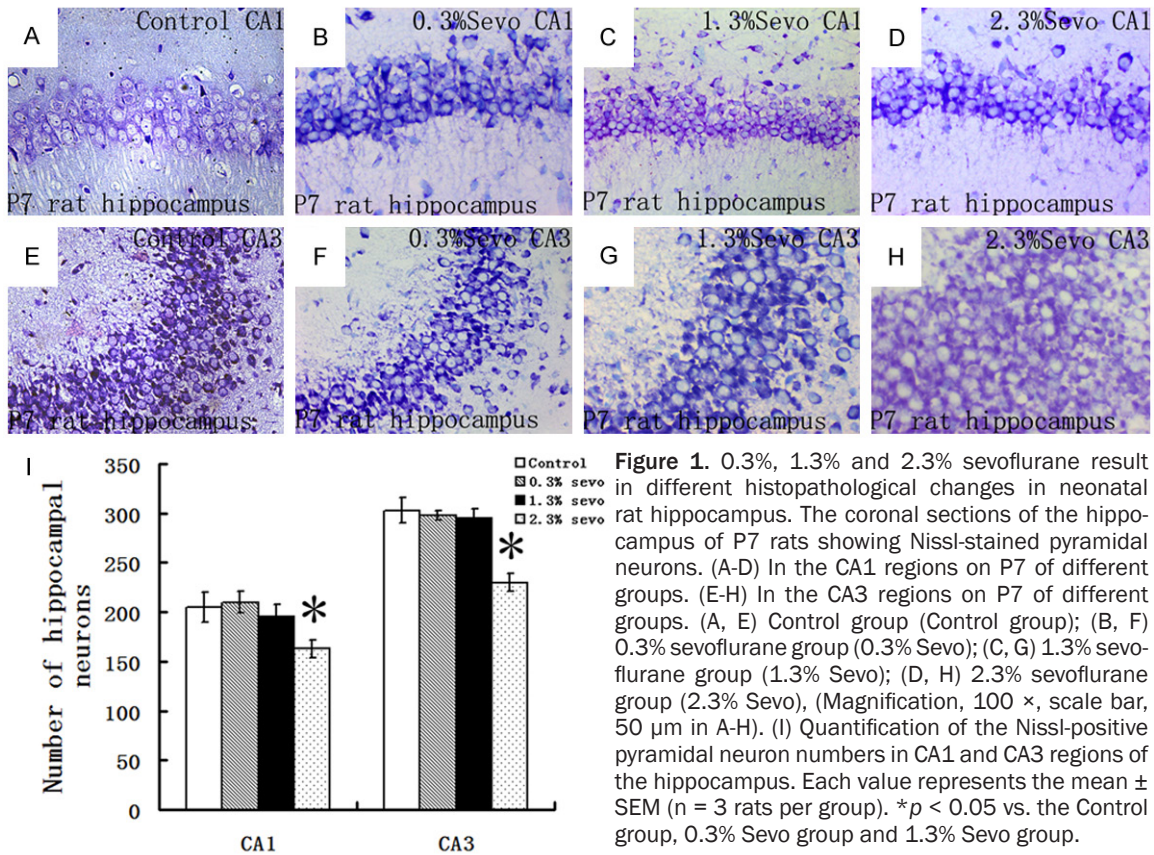 A
Control CA1
P7 rat hippocampus
B
0.3%Sevo CA1
P7 rat hippocampus
C
1.3%Sevo CA1
P7 rat hippocampus
D
2.3%Sevo CA1
P7 rat hippocampus
E
Control CA3
P7 rat hippocampus
F
0.3%Sevo CA3
P7 rat hippocampus
G
1.3%Sevo CA3
P7 rat hippocampus
H
2.3%Sevo CA3
P7 rat hippocampus
I
Number of hippocampal
neurons
350
300
250
200
150
100
50
0
Control
0.3% sevo
1.3% sevo
2.3% sevo
*
*
CA1
CA3
Figure 1. 0.3%, 1.3% and 2.3% sevoflurane result
in different histopathological changes in neonatal
rat hippocampus. The coronal sections of the hippo-
campus of P7 rats showing Nissl-stained pyramidal
neurons. (A-D) In the CA1 regions on P7 of different
groups. (E-H) In the CA3 regions on P7 of different
groups. (A, E) Control group (Control group); (B, F)
0.3% sevoflurane group (0.3% Sevo); (C, G) 1.3% sevo-
flurane group (1.3% Sevo); (D, H) 2.3% sevoflurane
group (2.3% Sevo), (Magnification, 100 ×, scale bar,
50 μm in A-H). (I) Quantification of the Nissl-positive
pyramidal neuron numbers in CA1 and CA3 regions of
the hippocampus. Each value represents the mean ±
SEM (n = 3 rats per group). *p < 0.05 vs. the Control
group, 0.3% Sevo group and 1.3% Sevo group.